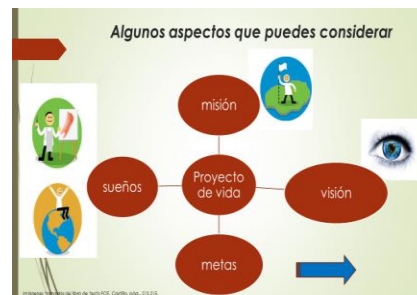 Algunos aspectos que puedes considerar
misión
sueños
Proyecto
de vida
visión
metas